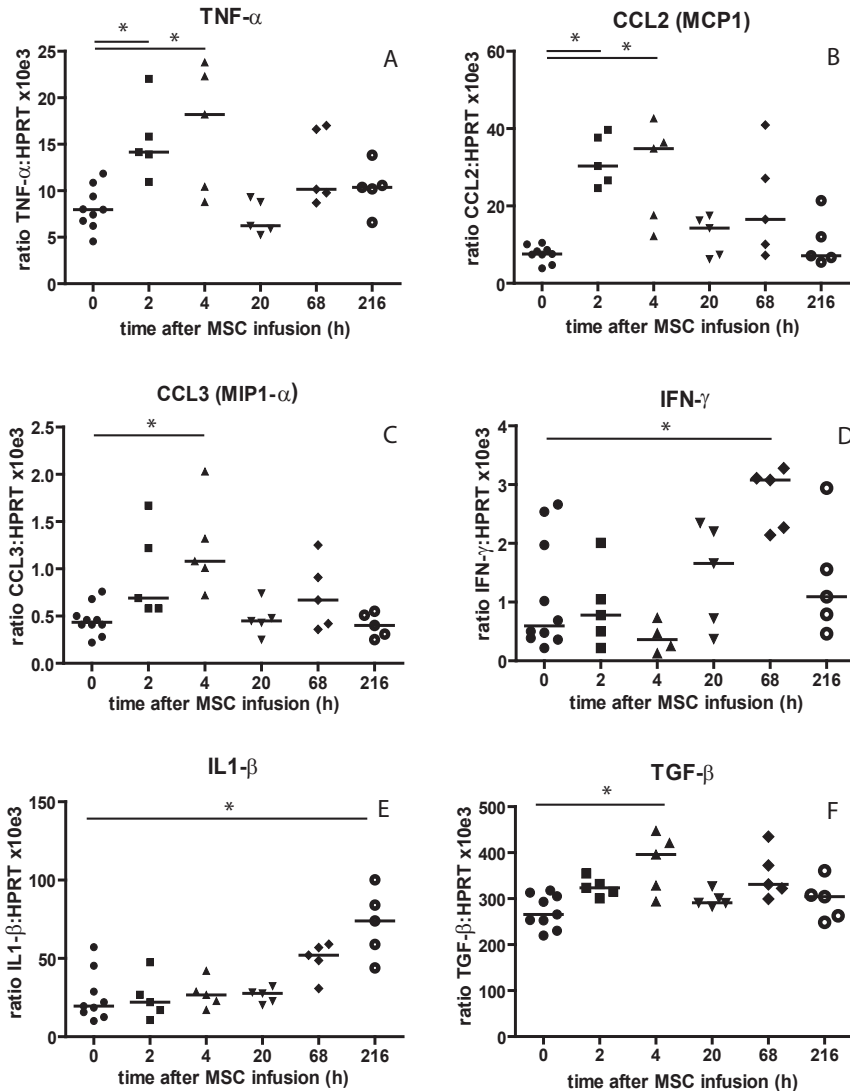 TNF-α
A
* *
25
20
15
10
5
0
ratio TNF-α:HPRT x10e3
0 2 4 20 68 216
time after MSC infusion (h)
CCL2 (MCP1)
B
* *
60
40
20
0
ratio CCL2:HPRT x10e3
0 2 4 20 68 216
time after MSC infusion (h)
CCL3 (MIP1-α)
C
*
2.5
2.0
1.5
1.0
0.5
0.0
ratio CCL3:HPRT x10e3
0 2 4 20 68 216
time after MSC infusion (h)
IFN-γ
D
*
4
3
2
1
0
ratio IFN-γ:HPRT x10e3
0 2 4 20 68 216
time after MSC infusion (h)
IL1-β
E
*
150
100
50
0
ratio IL1-β:HPRT x10e3
0 2 4 20 68 216
time after MSC infusion (h)
TGF-β
F
*
500
400
300
200
100
0
ratio TGF-β:HPRT x10e3
0 2 4 20 68 216
time after MSC infusion (h)